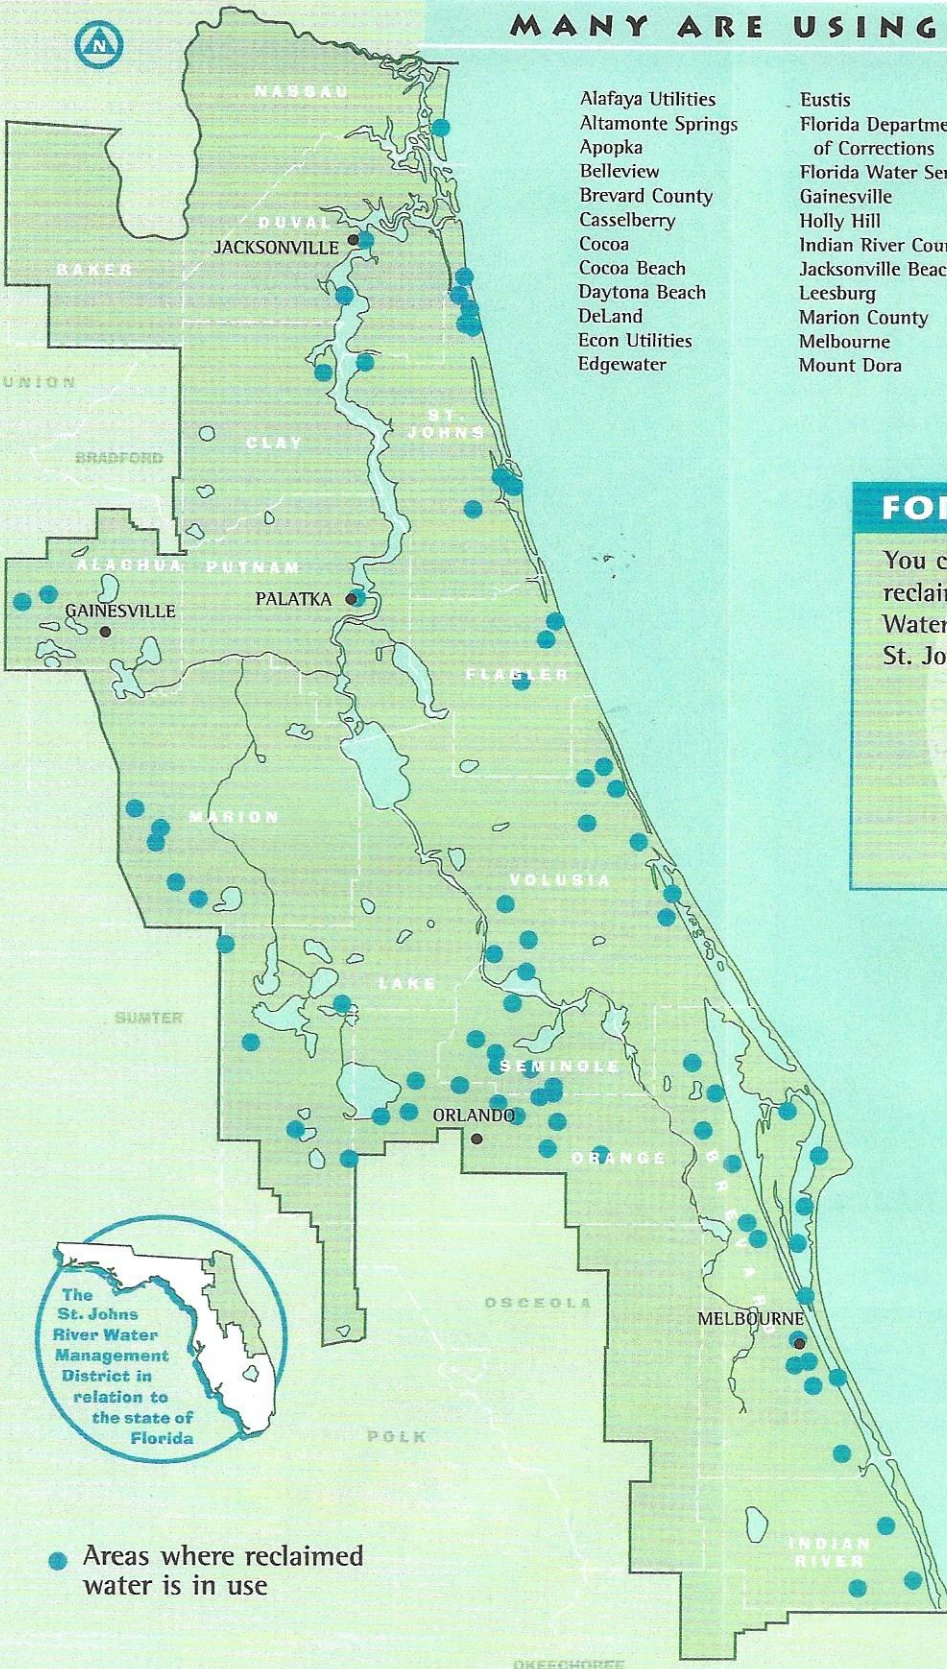 MANY ARE USING
N
Alafaya Utilities
Altamonte Springs
Apopka
Belleview
Brevard County
Casselberry
Cocoa
Cocoa Beach
Daytona Beach
DeLand
Econ Utilities
Edgewater
Eustis
Florida Departme
of Corrections
Florida Water Ser
Gainesville
Holly Hill
Indian River Coun
Jacksonville Beac
Leesburg
Marion County
Melbourne
Mount Dora
NASSAU
DUVAL
JACKSONVILLE
BAKER
UNION
ST.
JOHNS
CLAY
BRADFORD
FO
You c
reclaim
Water
St. Jo
ALACHUA
PUTNAM
GAINESVILLE
PALATKA
FLAGLER
MARION
VOLUSIA
LAKE
SUMTER
SEMINOLE
ORLANDO
ORANGE
BREVARD
OSCEOLA
MELBOURNE
The
St. Johns
River Water
Management
District in
relation to
the state of
Florida
POLK
INDIAN
RIVER
Areas where reclaimed
water is in use
OKEECHOBEE